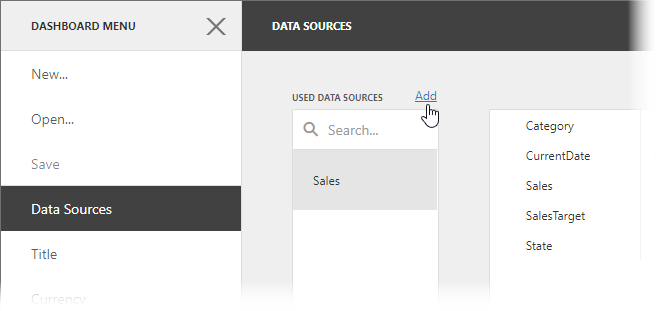 DASHBOARD MENU
New...
Open...
Save
Data Sources
Title
Currency
DATA SOURCES
USED DATA SOURCES Add
Search...
Sales
Category
CurrentDate
Sales
SalesTarget
State